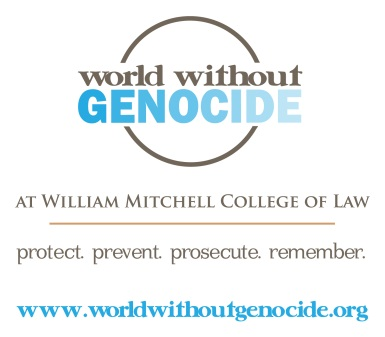 world without
GENOCIDE
AT WILLIAM MITCHELL COLLEGE OF LAW
protect. prevent. prosecute. remember.
www.worldwithoutgenocide.org